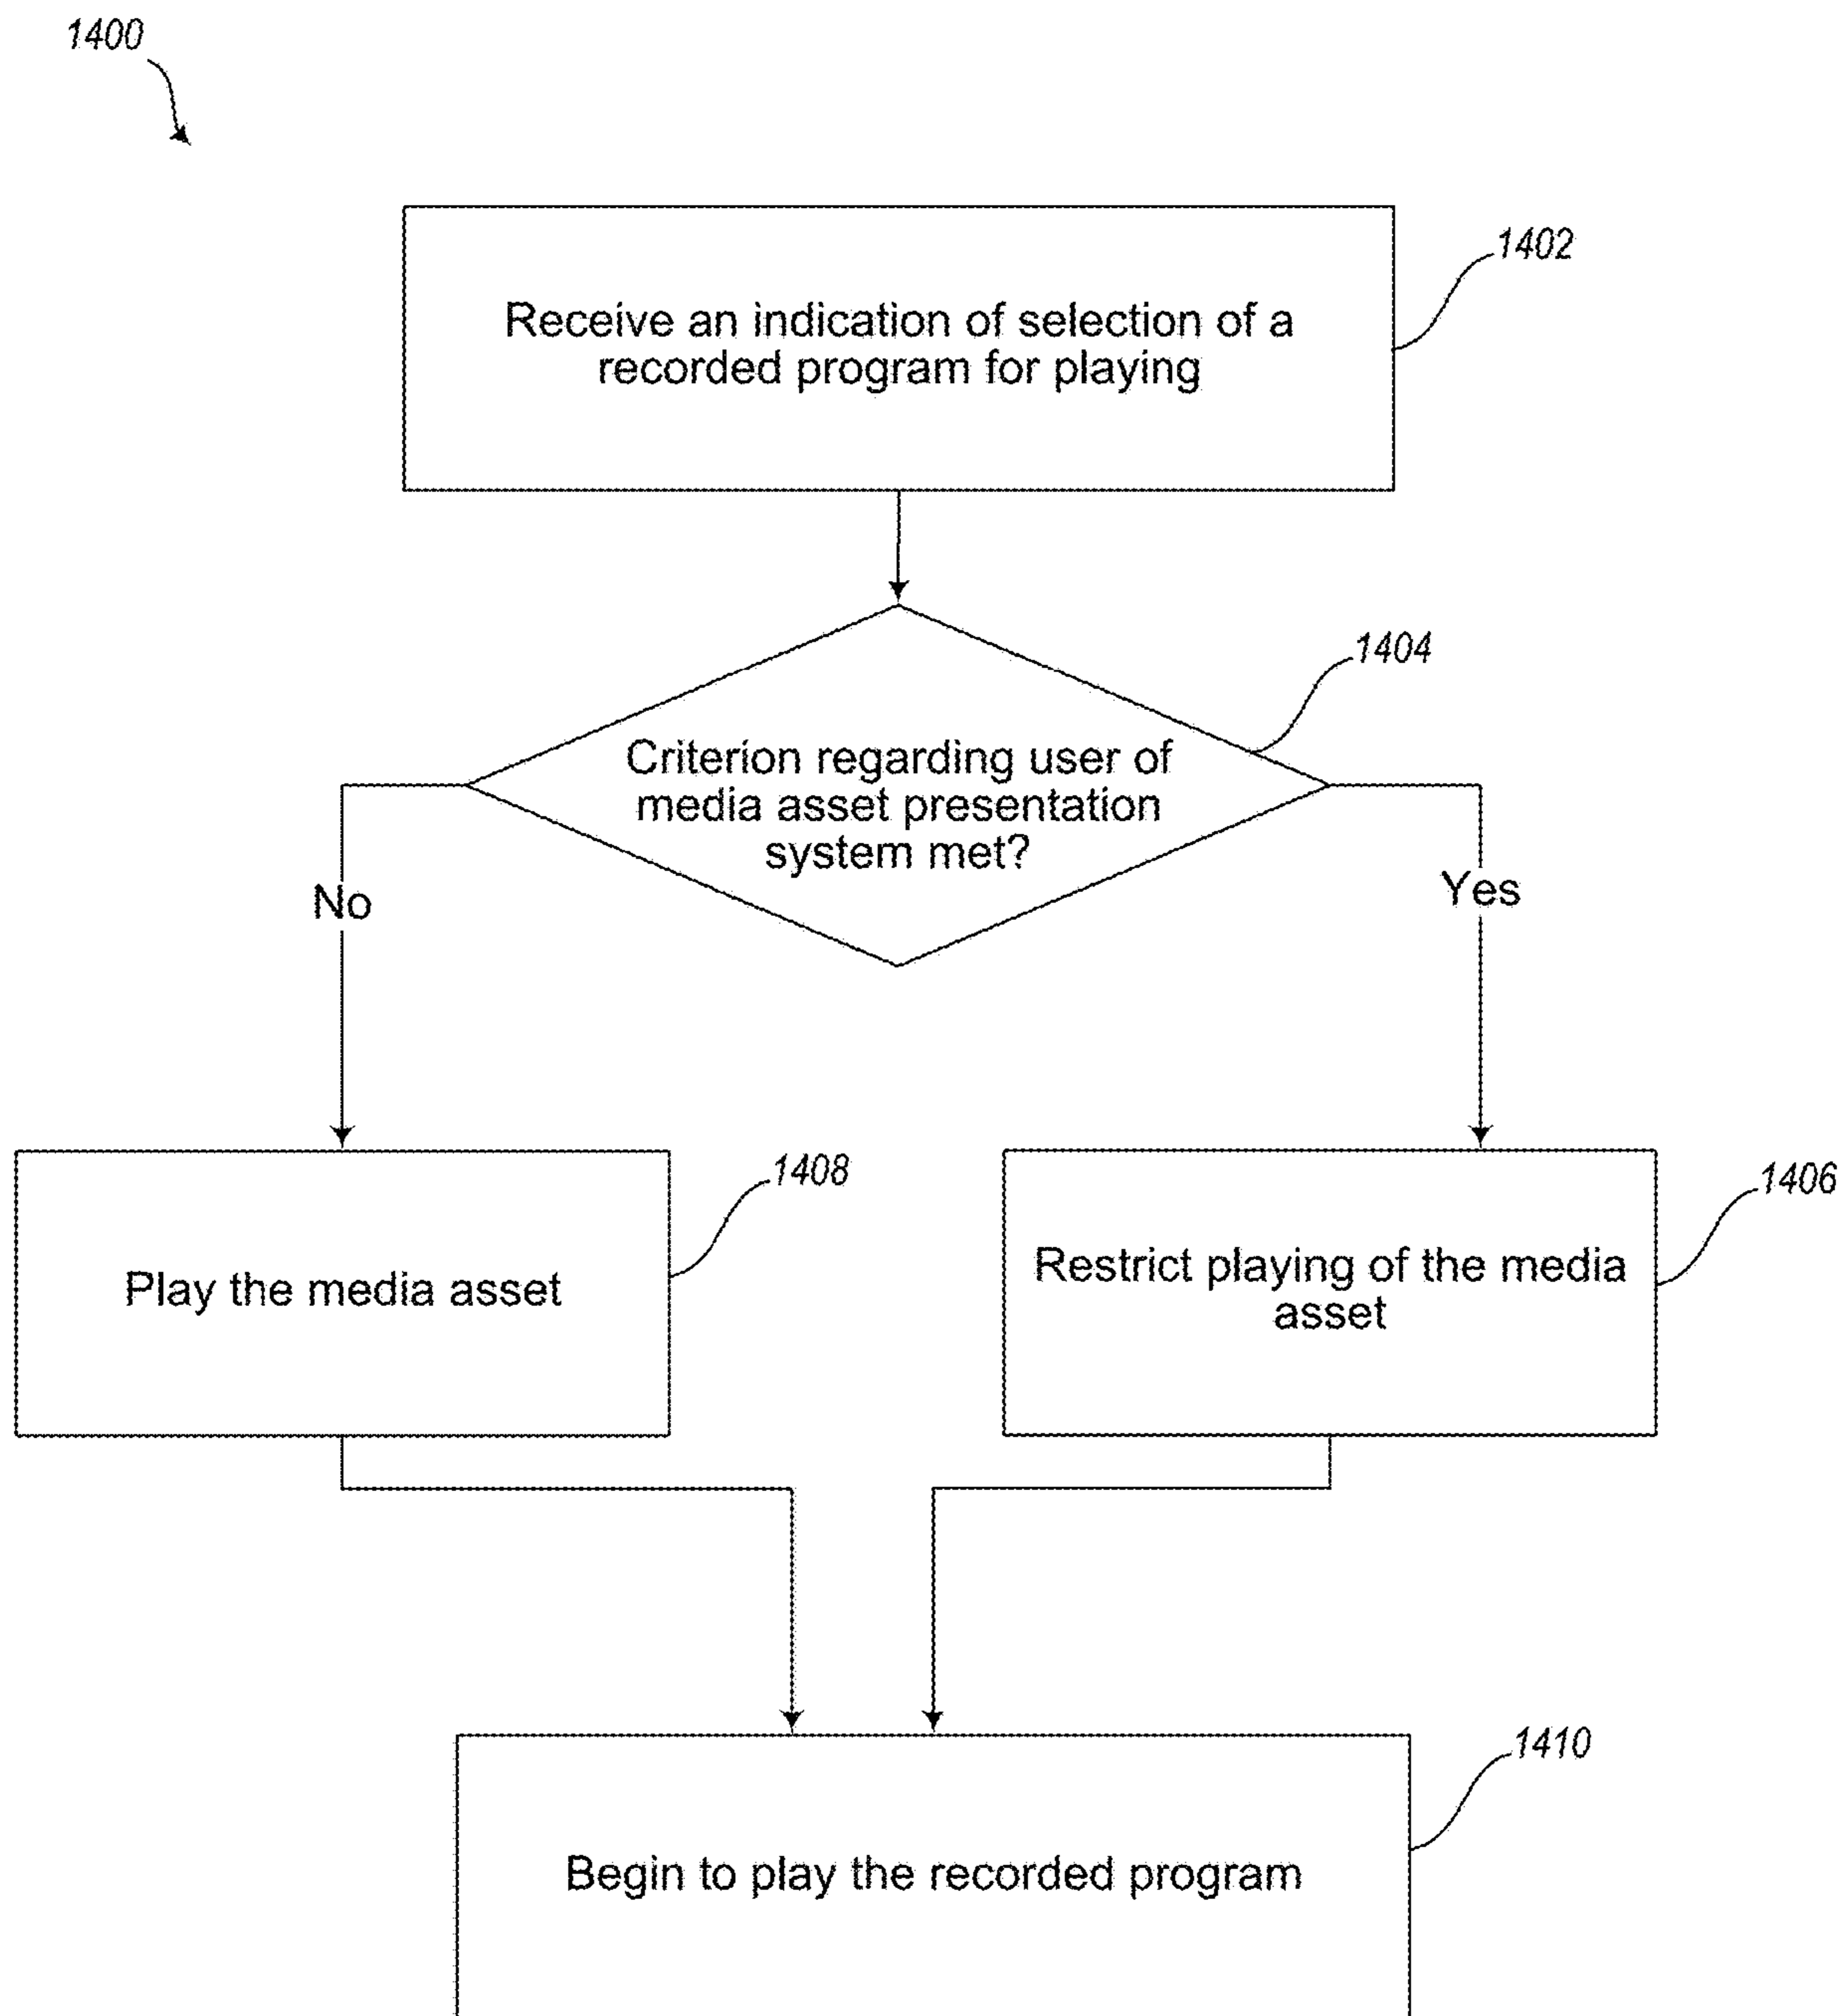 1400
Receive an indication of selection of a
recorded program for playing
1402
Criterion regarding user of
media asset presentation
system met?
1404
No
Yes
Play the media asset
1408
Restrict playing of the media
asset
1406
Begin to play the recorded program
1410